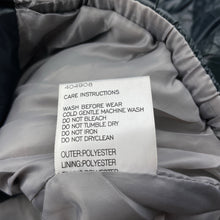 404908
CARE INSTRUCTIONS
WASH BEFORE WEAR
COLD GENTLE MACHINE WASH
DO NOT BLEACH
DO NOT TUMBLE DRY
DO NOT IRON
DO NOT DRYCLEAN
OUTER:POLYESTER
LINING:POLYESTER